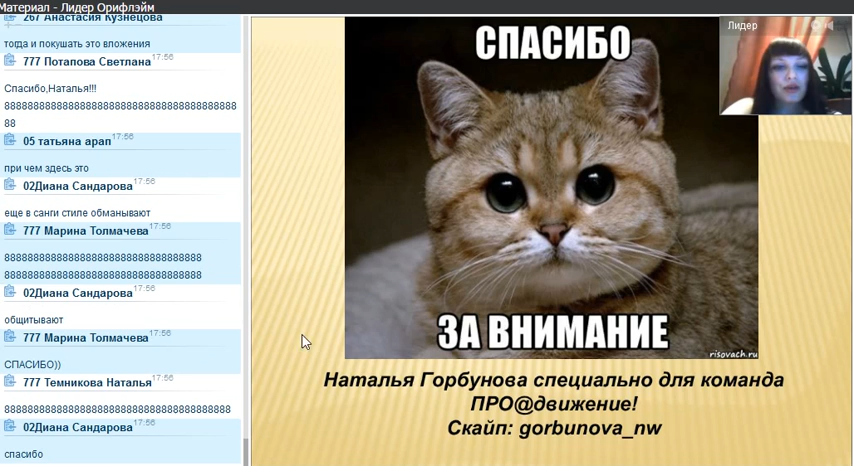 Материал - Лидер Орифлэйм
267 Анастасия Кузнецова
тогда и покушать это вложения
777 Потапова Светлана 17:56
Спасибо,Наталья!!!
8888888888888888888888888888888888888888
88
05 татьяна арап 17:56
при чем здесь это
02Диана Сандарова 17:56
еще в санги стиле обманывают
777 Марина Толмачева 17:56
8888888888888888888888888888888888
8888888888888888888888888888888888
02Диана Сандарова 17:56
общитывают
777 Марина Толмачева 17:56
СПАСИБО))
777 Темникова Наталья 17:56
888888888888888888888888888888888888888
02Диана Сандарова 17:56
спасибо
Лидер
СПАСИБО
ЗА ВНИМАНИЕ
risovach.ru
Наталья Горбунова специально для команда
ПРО@движение!
Скайп: gorbunova_nw